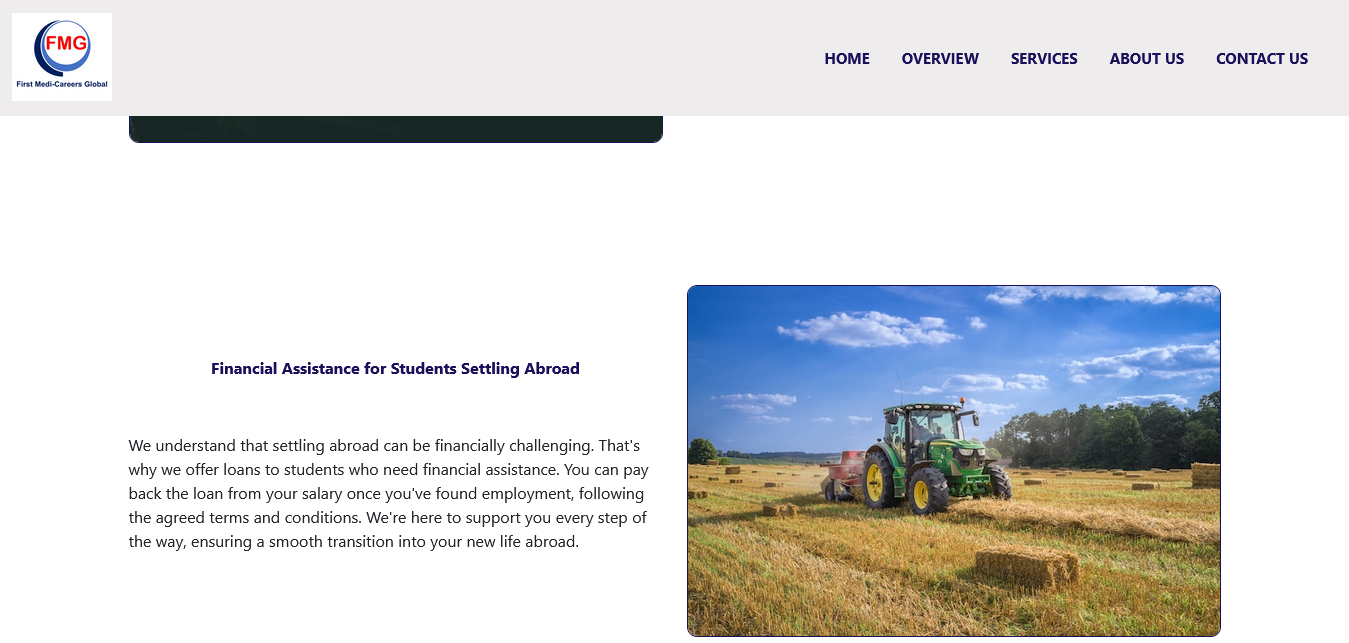 FMG
First Medi-Careers Global
HOME OVERVIEW SERVICES ABOUT US CONTACT US
Financial Assistance for Students Settling Abroad
We understand that settling abroad can be financially challenging. That's
why we offer loans to students who need financial assistance. You can pay
back the loan from your salary once you've found employment, following
the agreed terms and conditions. We're here to support you every step of
the way, ensuring a smooth transition into your new life abroad.